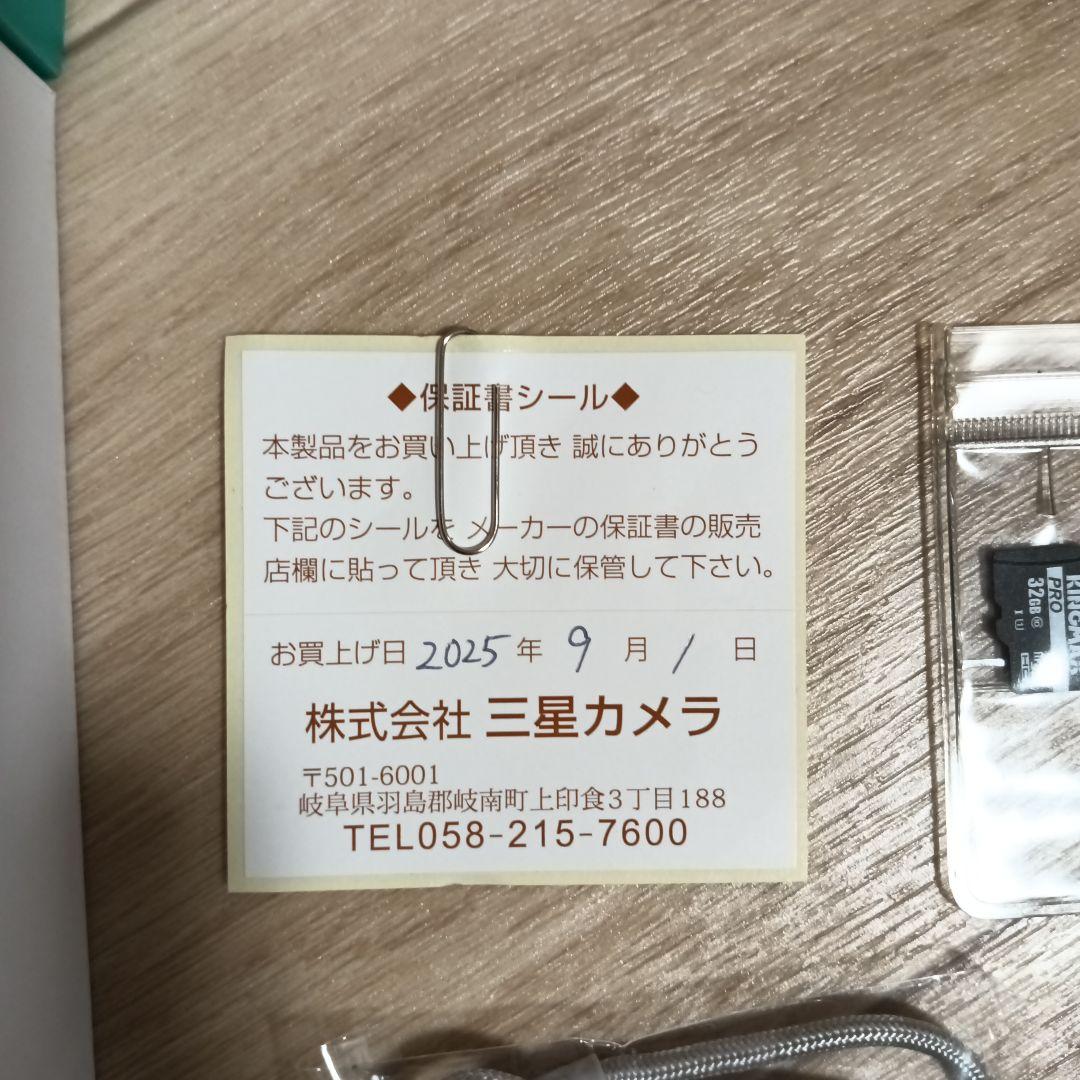 ◆保証書シール◆
本製品をお買い上げ頂き 誠にありがとう
ございます。
下記のシールを メーカーの保証書の販売
店欄に貼って頂き 大切に保管して下さい。
お買上げ日 2025 年 9 月 1 日
株式会社 三星カメラ
〒501-6001
岐阜県羽島郡岐南町上印食3丁目188
TEL058-215-7600
PRO
32GB